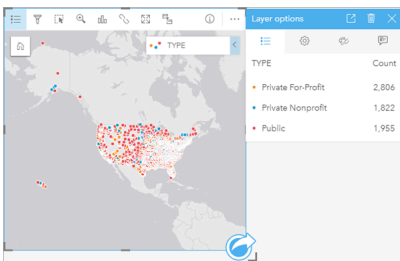 Layer options
TYPE
TYPE Count
Private For-Profit 2,806
Private Nonprofit 1,822
Public 1,955